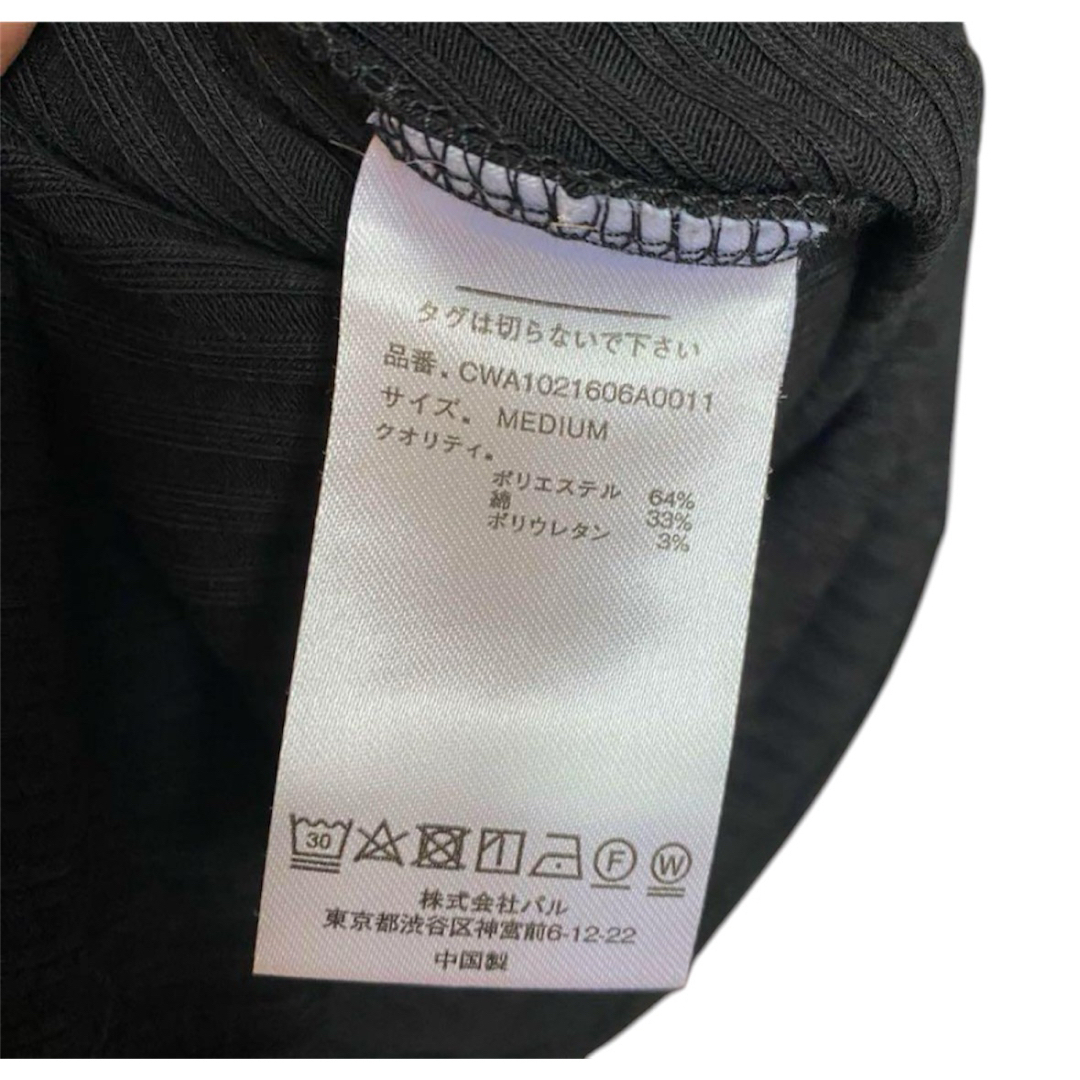 タグは切らないで下さい
品番. CWA1021606A0011
サイズ. MEDIUM
クオリティ.
ポリエステル 64%
綿 33%
ポリウレタン 3%
30
F W
株式会社パル
東京都渋谷区神宮前6-12-22
中国製